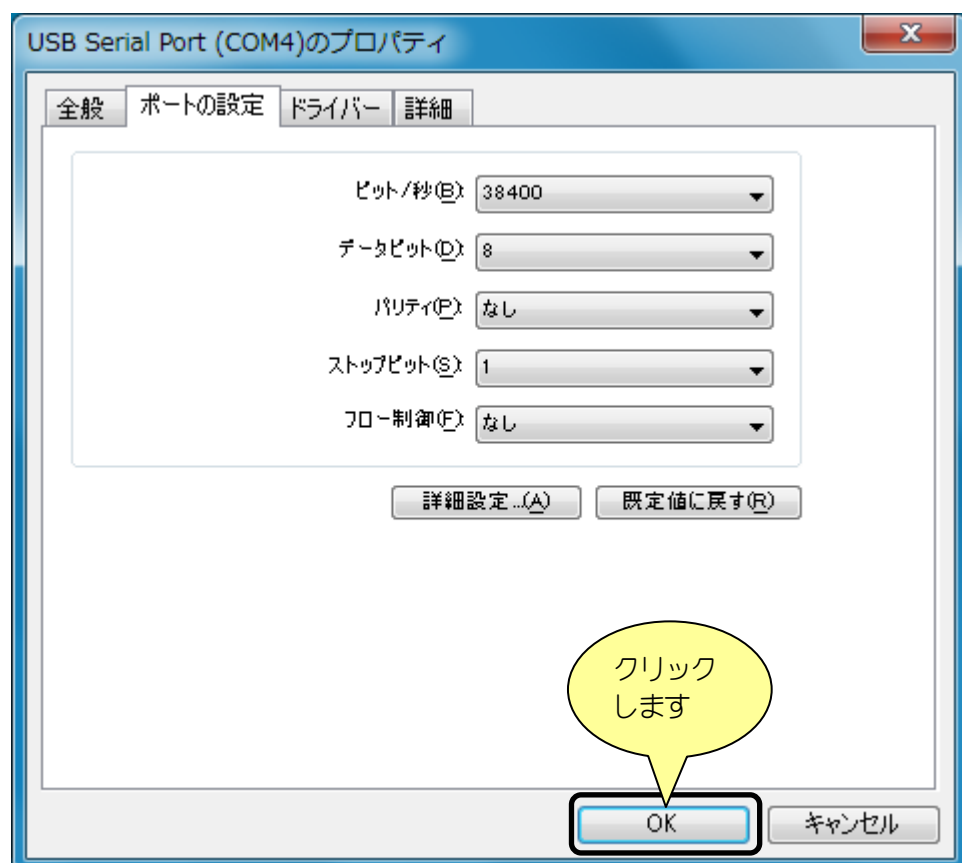 USB Serial Port (COM4)のプロパティ
全般 ポートの設定 ドライバー 詳細
ビット/秒(B): 38400
データ ビット(D): 8
パリティ(P): なし
ストップ ビット(S): 1
フロー制御(F): なし
詳細設定...(A) 既定値に戻す(R)
クリック
します
OK キャンセル